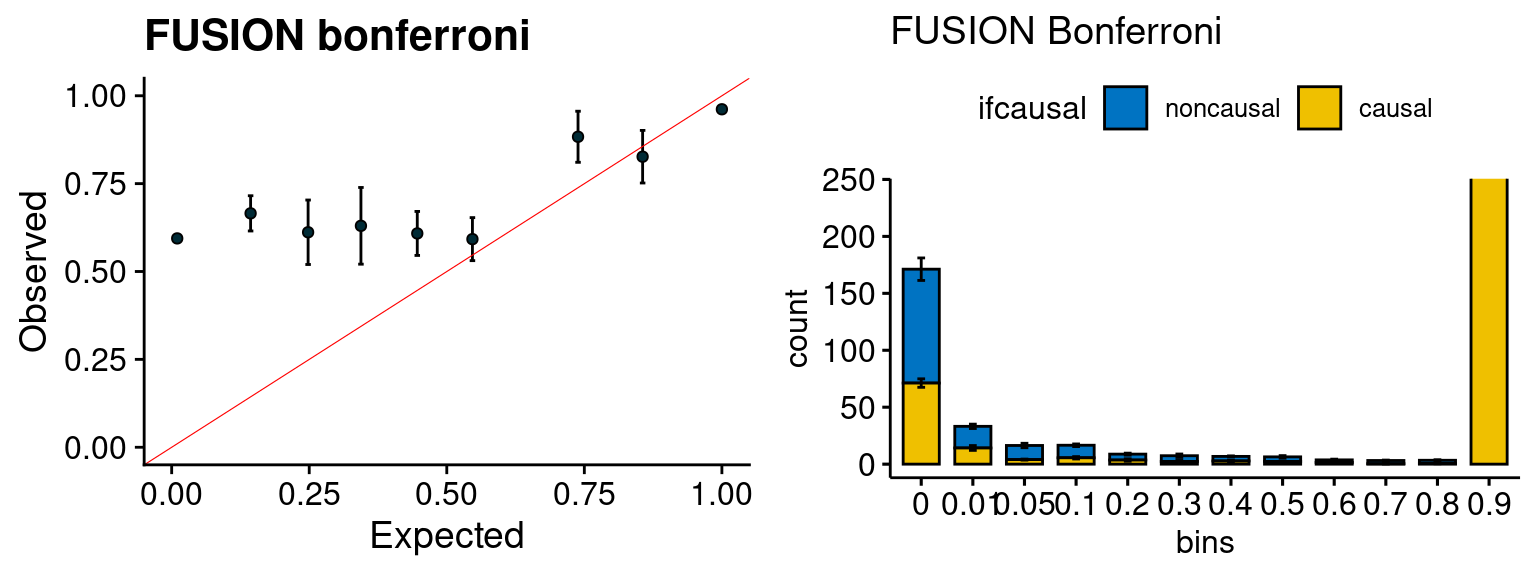 FUSION bonferroni
1.00
0.75
0.50
0.25
0.00
Observed
0.00 0.25 0.50 0.75 1.00
Expected
FUSION Bonferroni
ifcausal noncausal causal
250
200
150
100
50
0
count
0 0.01 0.05 0.1 0.2 0.3 0.4 0.5 0.6 0.7 0.8 0.9
bins